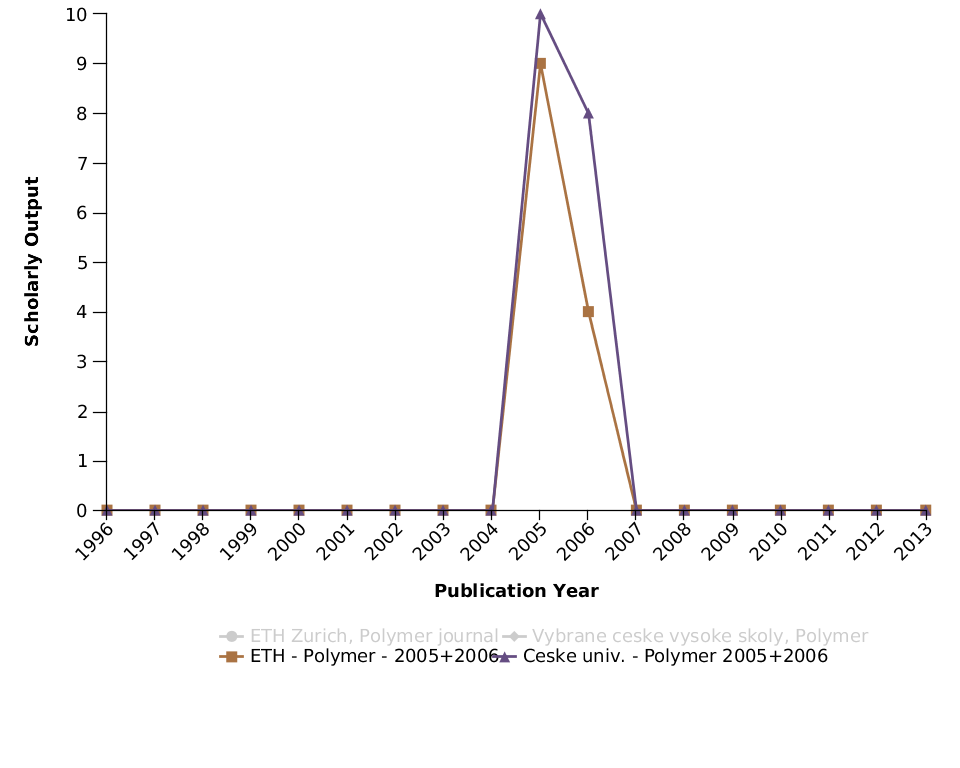 10
9
8
7
6
5
4
3
2
1
0
Scholarly Output
1996 1997 1998 1999 2000 2001 2002 2003 2004 2005 2006 2007 2008 2009 2010 2011 2012 2013
Publication Year
ETH Zurich, Polymer journal Vybrane ceske vysoke skoly, Polymer
ETH - Polymer - 2005+2006 Ceske univ. - Polymer 2005+2006